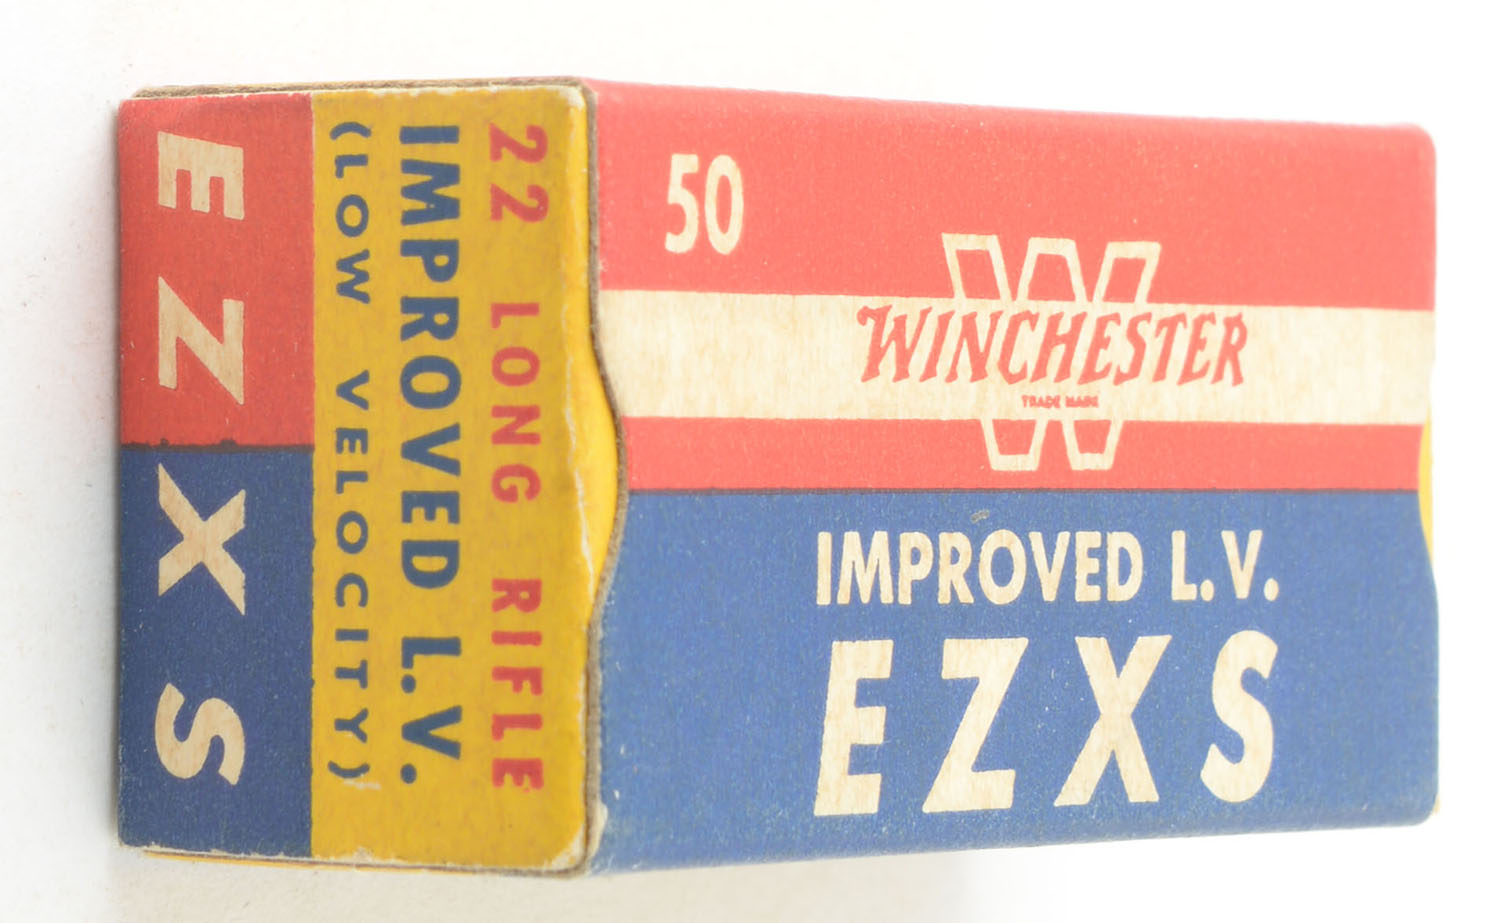 50
W
WINCHESTER
TRADE MARK
IMPROVED L.V.
EZXS
22 LONG RIFLE
IMPROVED L.V.
(LOW VELOCITY)
EZXS